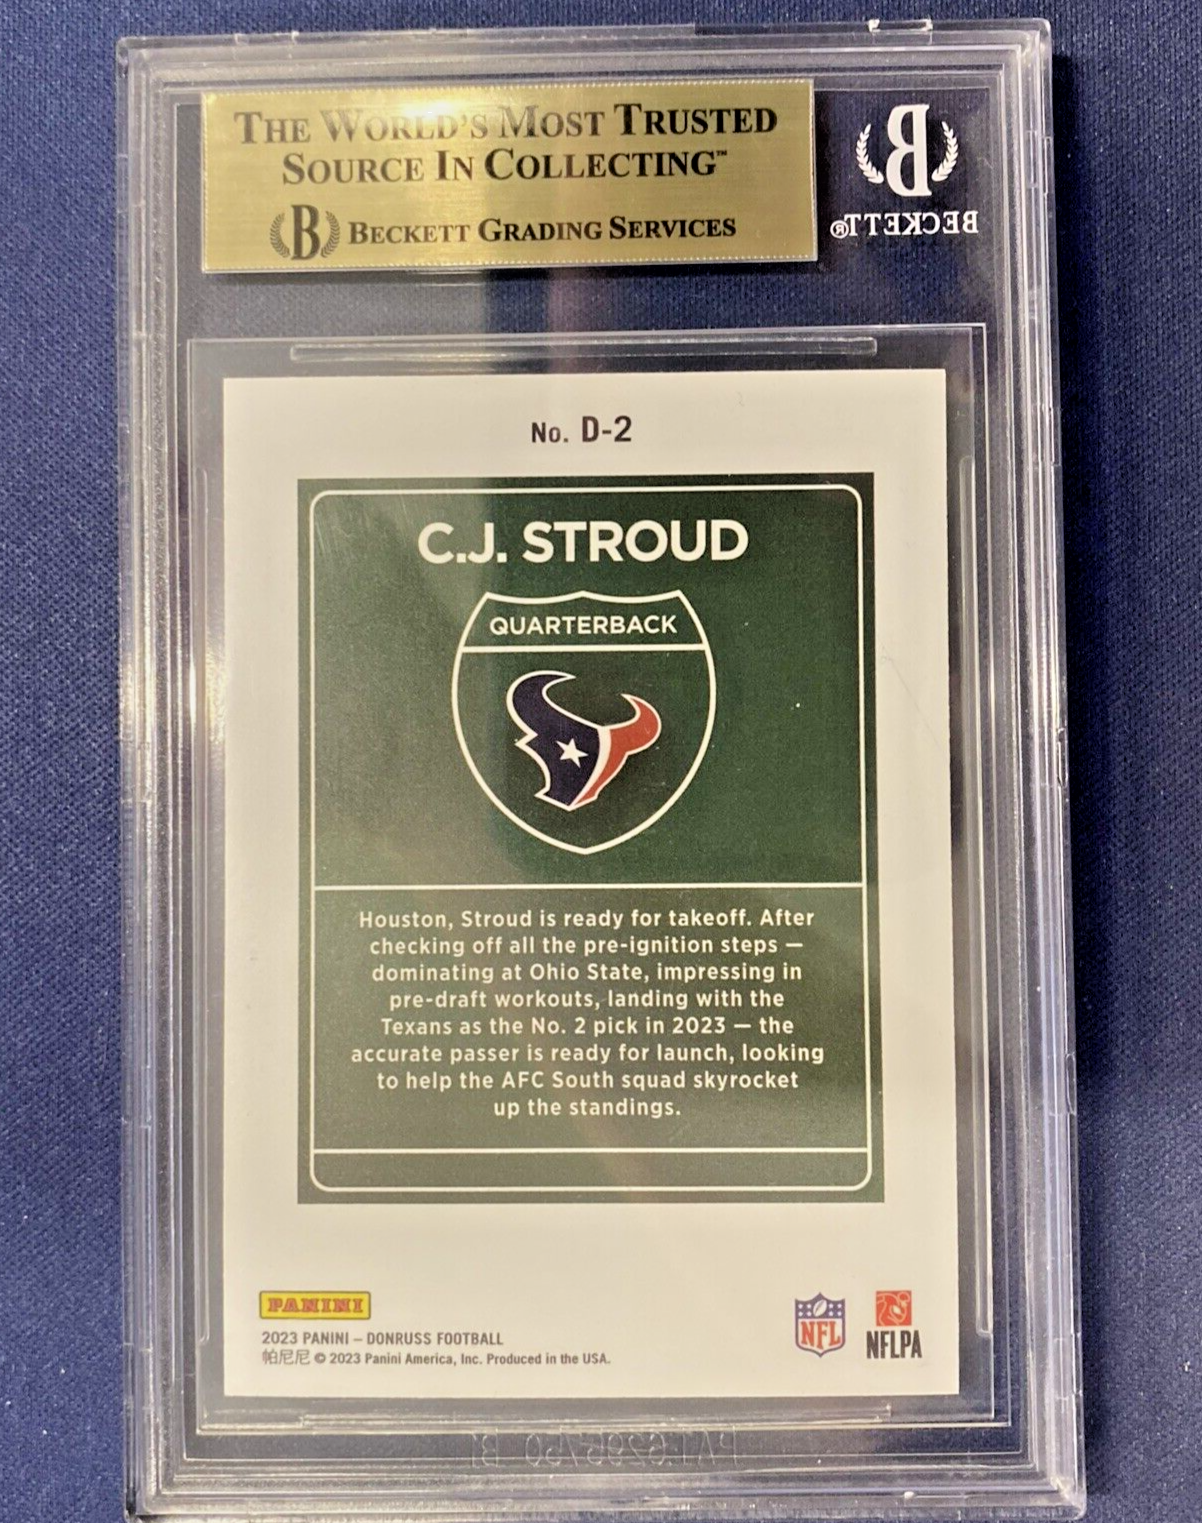 THE WORLD'S MOST TRUSTED
SOURCE IN COLLECTING™
B BECKETT GRADING SERVICES
B
BECKETT®
No. D-2
C.J. STROUD
QUARTERBACK
Houston, Stroud is ready for takeoff. After
checking off all the pre-ignition steps —
dominating at Ohio State, impressing in
pre-draft workouts, landing with the
Texans as the No. 2 pick in 2023 — the
accurate passer is ready for launch, looking
to help the AFC South squad skyrocket
up the standings.
PANINI
2023 PANINI – DONRUSS FOOTBALL
帕尼尼 © 2023 Panini America, Inc. Produced in the USA.
NFL
NFLPA